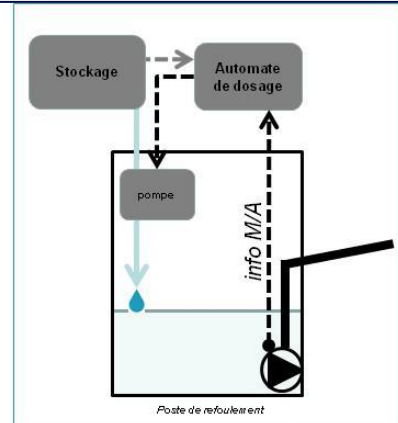 Stockage
Automate
de dosage
pompe
info M/A
Poste de refoulement